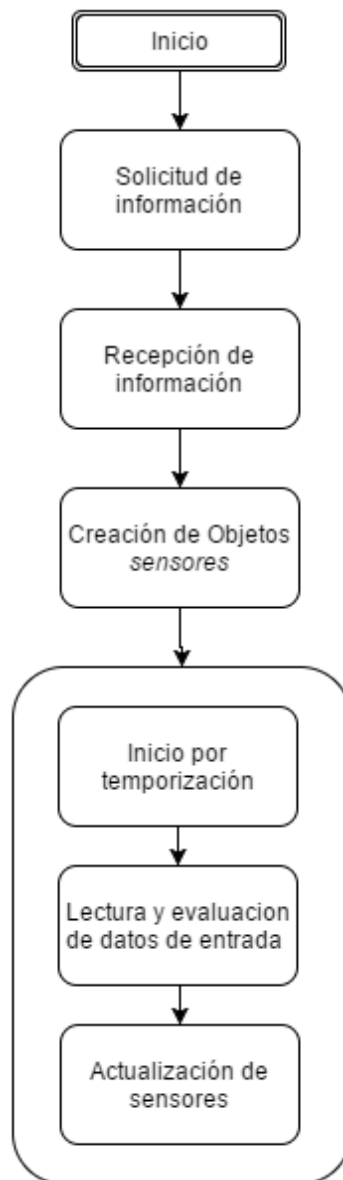 Inicio
Solicitud de
información
Recepción de
información
Creación de Objetos
sensores
Inicio por
temporización
Lectura y evaluacion
de datos de entrada
Actualización de
sensores